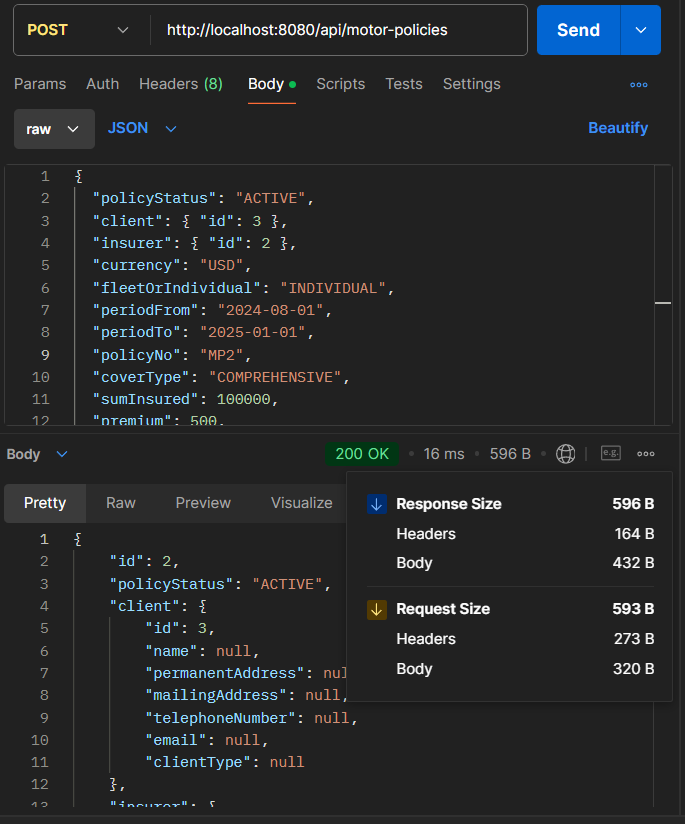 POST http://localhost:8080/api/motor-policies Send
Params Auth Headers (8) Body Scripts Tests Settings
raw JSON Beautify
1 {
2 "policyStatus": "ACTIVE",
3 "client": { "id": 3 },
4 "insurer": { "id": 2 },
5 "currency": "USD",
6 "fleetOrIndividual": "INDIVIDUAL",
7 "periodFrom": "2024-08-01",
8 "periodTo": "2025-01-01",
9 "policyNo": "MP2",
10 "coverType": "COMPREHENSIVE",
11 "sumInsured": 100000,
12 "premium": 500,
Body 200 OK • 16 ms • 596 B • e.g.
Pretty Raw Preview Visualize
Response Size 596 B
Headers 164 B
Body 432 B
Request Size 593 B
Headers 273 B
Body 320 B
1 {
2 "id": 2,
3 "policyStatus": "ACTIVE",
4 "client": {
5 "id": 3,
6 "name": null,
7 "permanentAddress": nul
8 "mailingAddress": null,
9 "telephoneNumber": null,
10 "email": null,
11 "clientType": null
12 },
13 "insurer": {